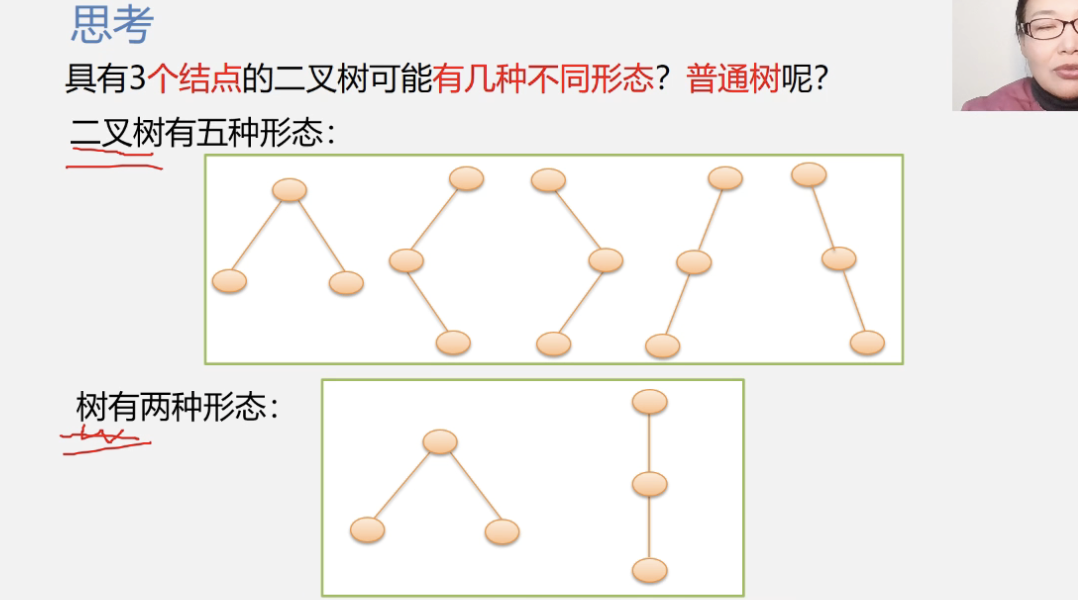 思考
具有3个结点的二叉树可能有几种不同形态？普通树呢？
二叉树有五种形态：
树有两种形态：